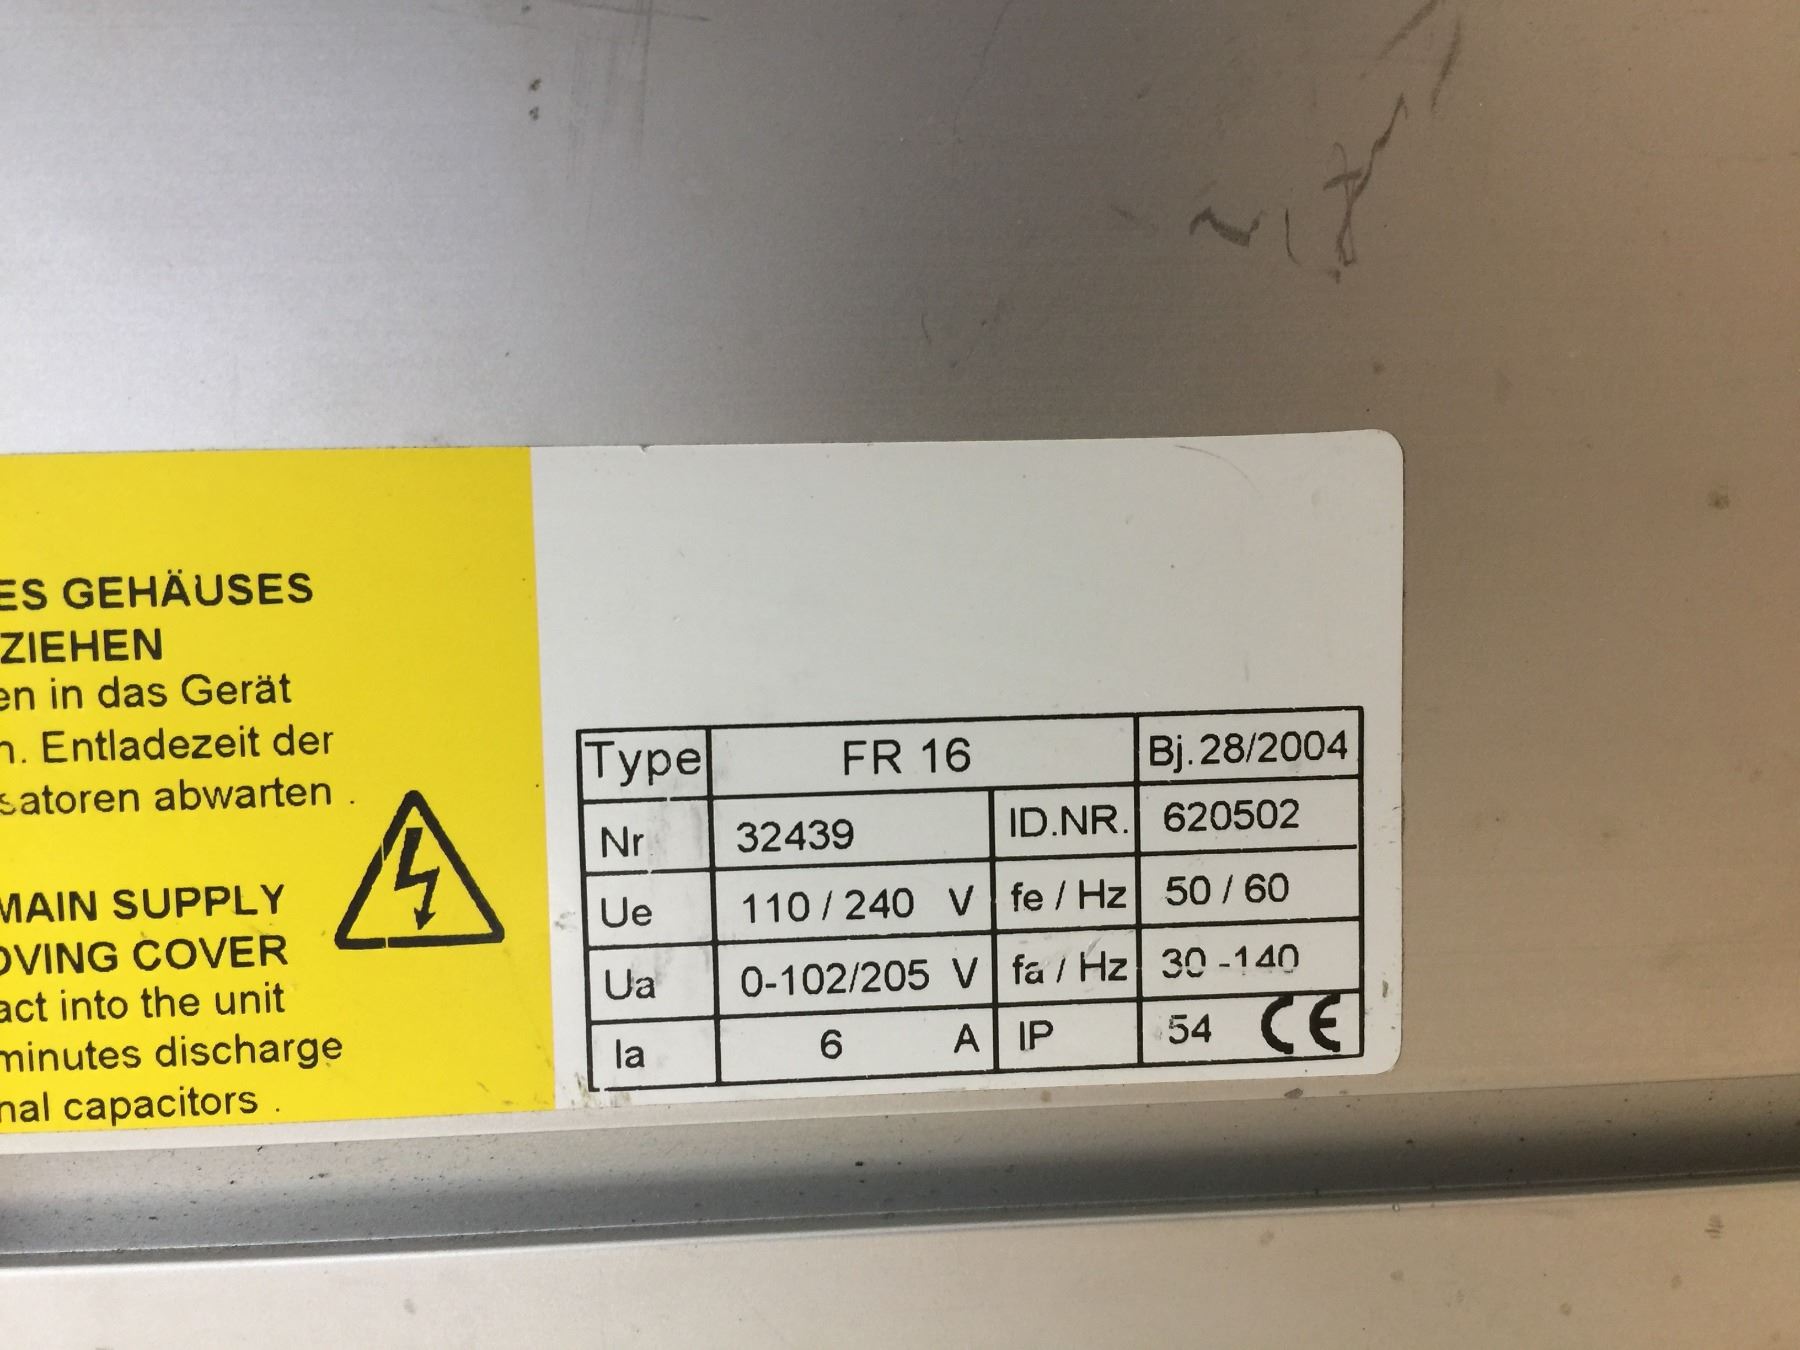 ES GEHÄUSES
ZIEHEN
en in das Gerät
n. Entladezeit der
satoren abwarten .
MAIN SUPPLY
OVING COVER
act into the unit
minutes discharge
nal capacitors .
Type FR 16 Bj.28/2004
Nr 32439 ID.NR. 620502
Ue 110 / 240 V fe / Hz 50 / 60
Ua 0-102/205 V fa / Hz 30 -140
Ia 6 A IP 54 CE